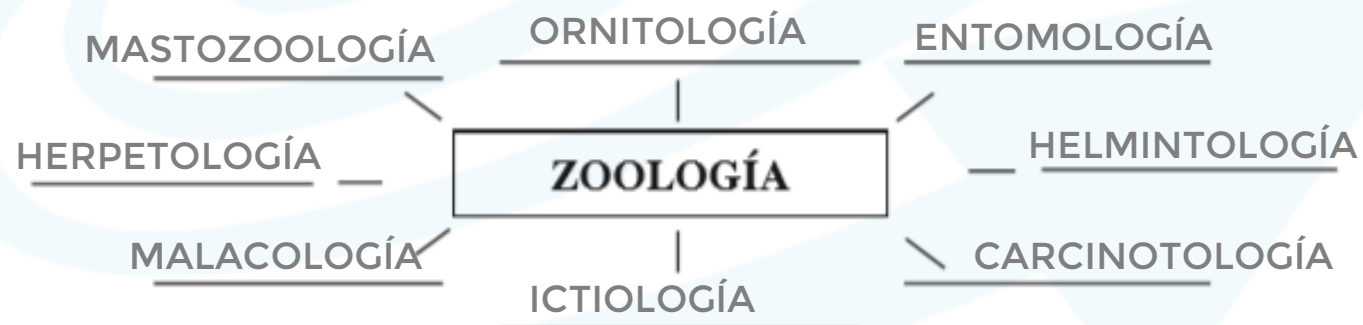 MASTOZOOLOGÍA
ORNITOLOGÍA
ENTOMOLOGÍA
HERPETOLOGÍA
ZOOLOGÍA
HELMINTOLOGÍA
MALACOLOGÍA
ICTIOLOGÍA
CARCINOTOLOGÍA